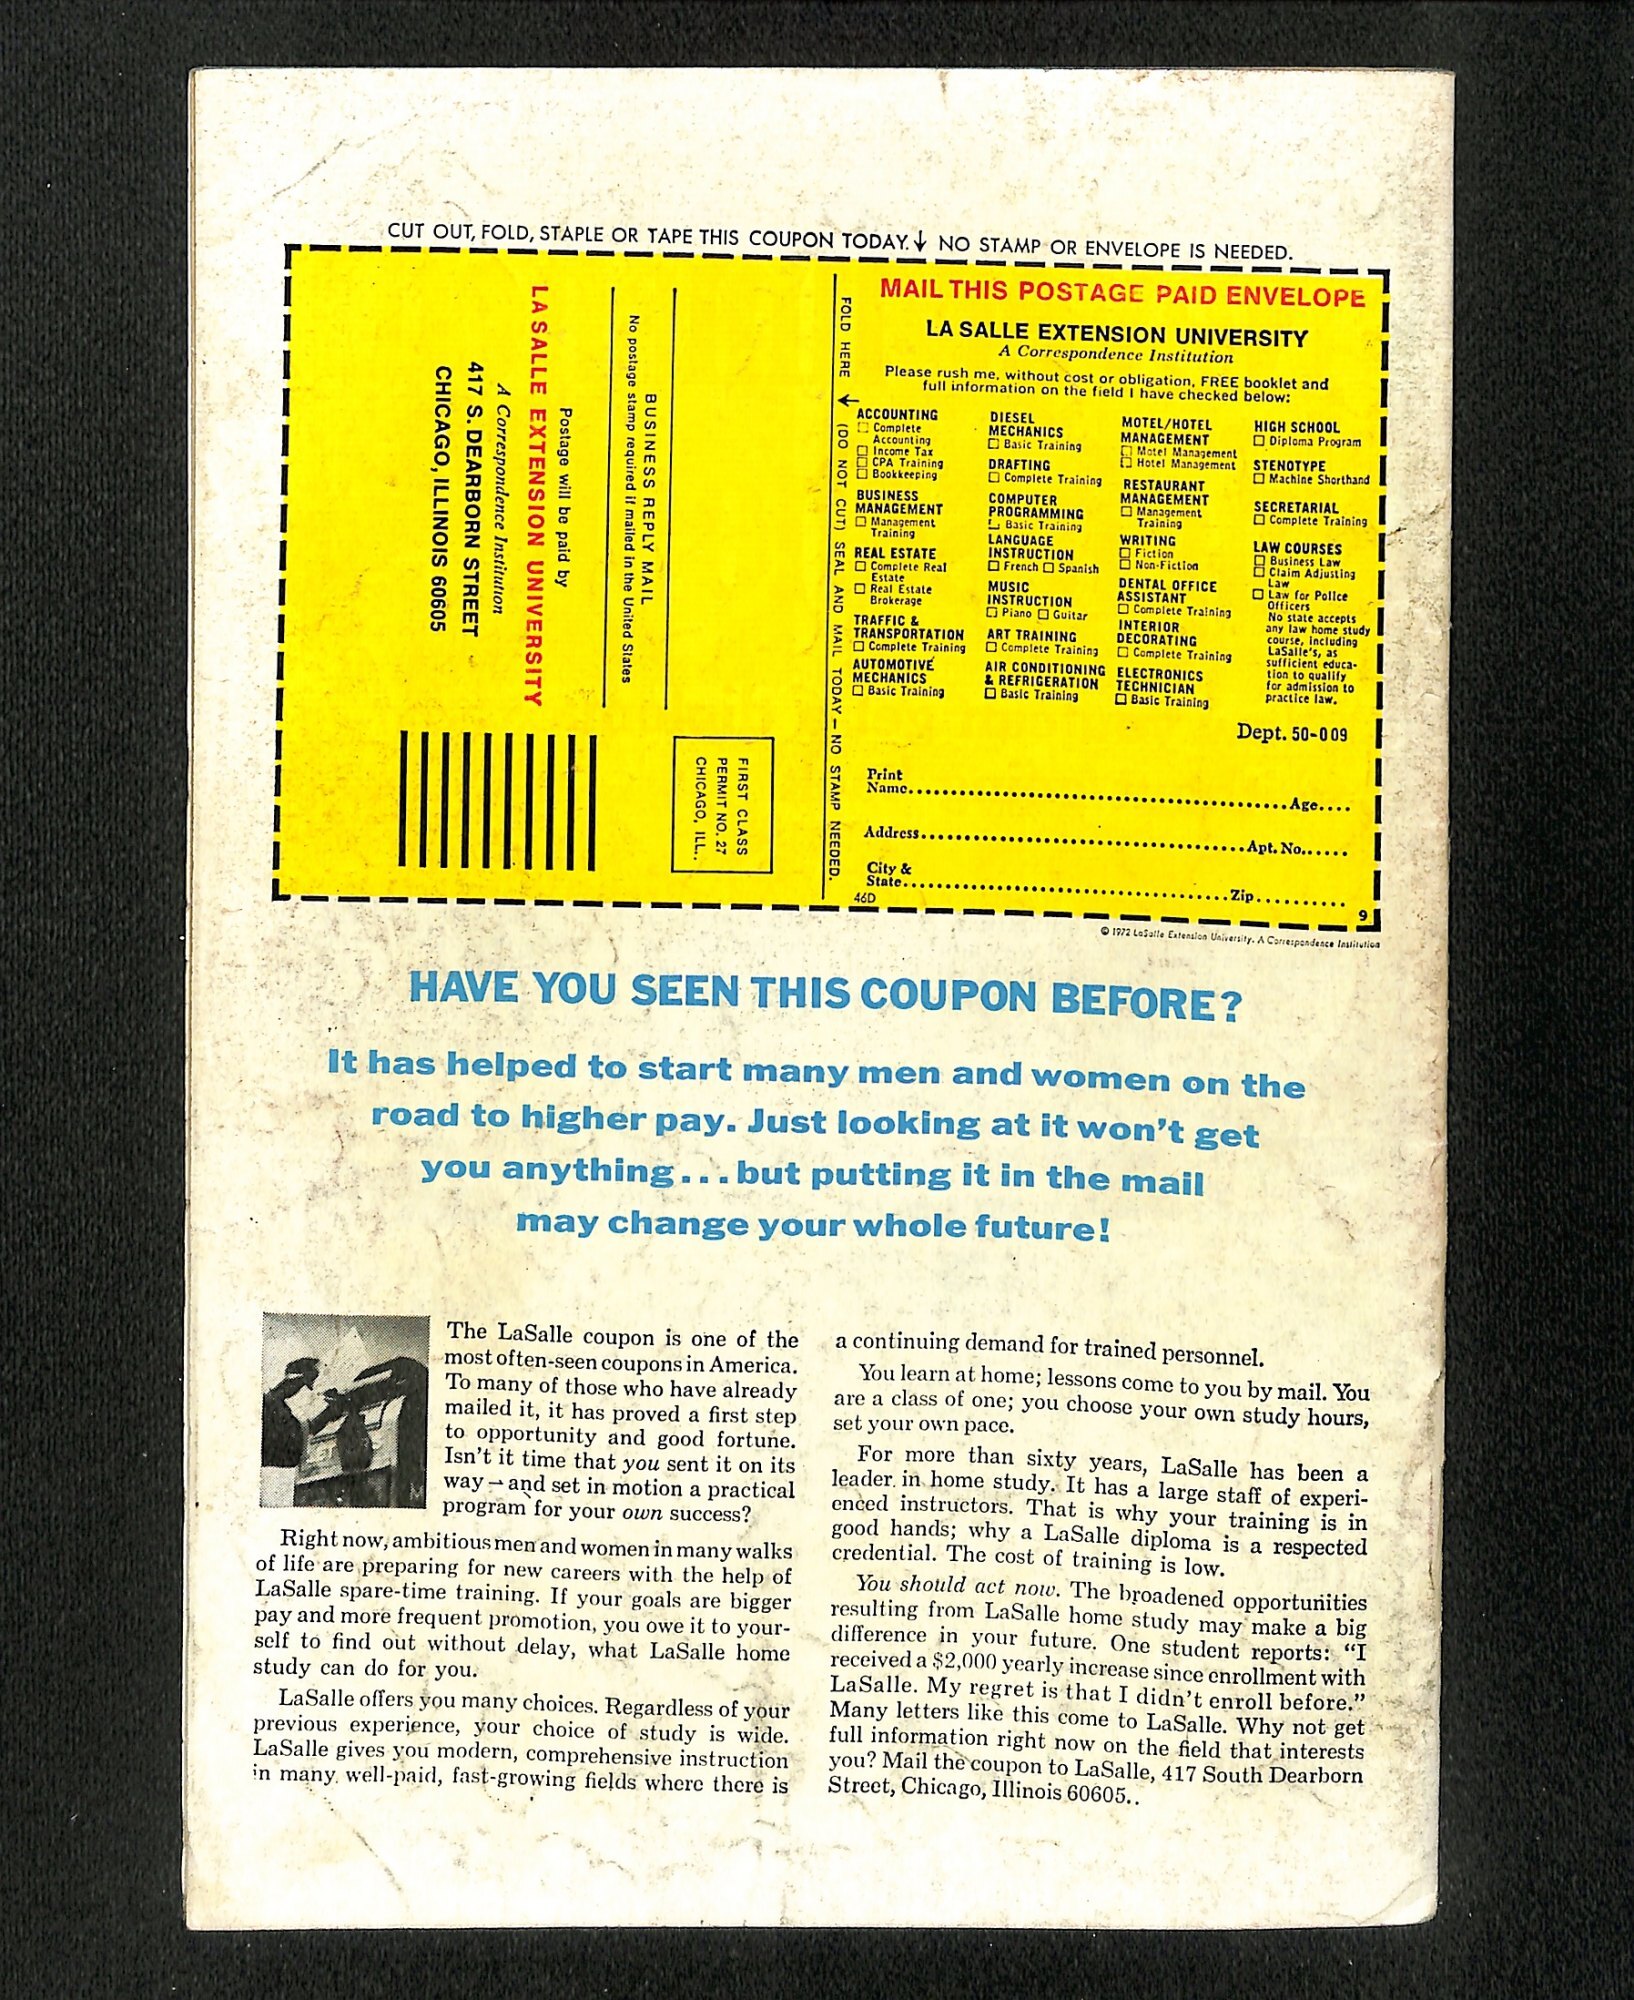 CUT OUT, FOLD, STAPLE OR TAPE THIS COUPON TODAY.↓ NO STAMP OR ENVELOPE IS NEEDED.
LASALLE EXTENSION UNIVERSITY
A Correspondence Institution
417 S. DEARBORN STREET
CHICAGO, ILLINOIS 60605
Postage will be paid by
No postage stamp required if mailed in the United States
BUSINESS REPLY MAIL
FIRST CLASS
PERMIT NO. 27
CHICAGO, ILL..
FOLD HERE → (DO NOT CUT) SEAL AND MAIL TODAY — NO STAMP NEEDED.
MAIL THIS POSTAGE PAID ENVELOPE
LA SALLE EXTENSION UNIVERSITY
A Correspondence Institution
Please rush me, without cost or obligation, FREE booklet and
full information on the field I have checked below:
ACCOUNTING
☐ Complete
Accounting
☐ Income Tax
☐ CPA Training
☐ Bookkeeping
BUSINESS
MANAGEMENT
☐ Management
Training
REAL ESTATE
☐ Complete Real
Estate
☐ Real Estate
Brokerage
TRAFFIC &
TRANSPORTATION
☐ Complete Training
AUTOMOTIVE
MECHANICS
☐ Basic Training
DIESEL
MECHANICS
☐ Basic Training
DRAFTING
☐ Complete Training
COMPUTER
PROGRAMMING
☐ Basic Training
LANGUAGE
INSTRUCTION
☐ French ☐ Spanish
MUSIC
INSTRUCTION
☐ Piano ☐ Guitar
ART TRAINING
☐ Complete Training
AIR CONDITIONING
& REFRIGERATION
☐ Basic Training
MOTEL/HOTEL
MANAGEMENT
☐ Motel Management
☐ Hotel Management
RESTAURANT
MANAGEMENT
☐ Management
Training
WRITING
☐ Fiction
☐ Non-Fiction
DENTAL OFFICE
ASSISTANT
☐ Complete Training
INTERIOR
DECORATING
☐ Complete Training
ELECTRONICS
TECHNICIAN
☐ Basic Training
HIGH SCHOOL
☐ Diploma Program
STENOTYPE
☐ Machine Shorthand
SECRETARIAL
☐ Complete Training
LAW COURSES
☐ Business Law
☐ Claim Adjusting
Law
☐ Law for Police
Officers
No state accepts
any law home study
course, including
LaSalle's, as
sufficient educa-
tion to qualify
for admission to
practice law.
Dept. 50-009
Print
Name..........Age....
Address..........Apt. No......
City &
State..........Zip..........
46D
9
© 1972 LaSalle Extension University. A Correspondence Institution
HAVE YOU SEEN THIS COUPON BEFORE?
It has helped to start many men and women on the
road to higher pay. Just looking at it won't get
you anything...but putting it in the mail
may change your whole future!
The LaSalle coupon is one of the
most often-seen coupons in America.
To many of those who have already
mailed it, it has proved a first step
to opportunity and good fortune.
Isn't it time that you sent it on its
way — and set in motion a practical
program for your own success?
Right now, ambitious men and women in many walks
of life are preparing for new careers with the help of
LaSalle spare-time training. If your goals are bigger
pay and more frequent promotion, you owe it to your-
self to find out without delay, what LaSalle home
study can do for you.
LaSalle offers you many choices. Regardless of your
previous experience, your choice of study is wide.
LaSalle gives you modern, comprehensive instruction
in many well-paid, fast-growing fields where there is
a continuing demand for trained personnel.
You learn at home; lessons come to you by mail. You
are a class of one; you choose your own study hours,
set your own pace.
For more than sixty years, LaSalle has been a
leader in home study. It has a large staff of experi-
enced instructors. That is why your training is in
good hands; why a LaSalle diploma is a respected
credential. The cost of training is low.
You should act now. The broadened opportunities
resulting from LaSalle home study may make a big
difference in your future. One student reports: "I
received a $2,000 yearly increase since enrollment with
LaSalle. My regret is that I didn't enroll before."
Many letters like this come to LaSalle. Why not get
full information right now on the field that interests
you? Mail the coupon to LaSalle, 417 South Dearborn
Street, Chicago, Illinois 60605..